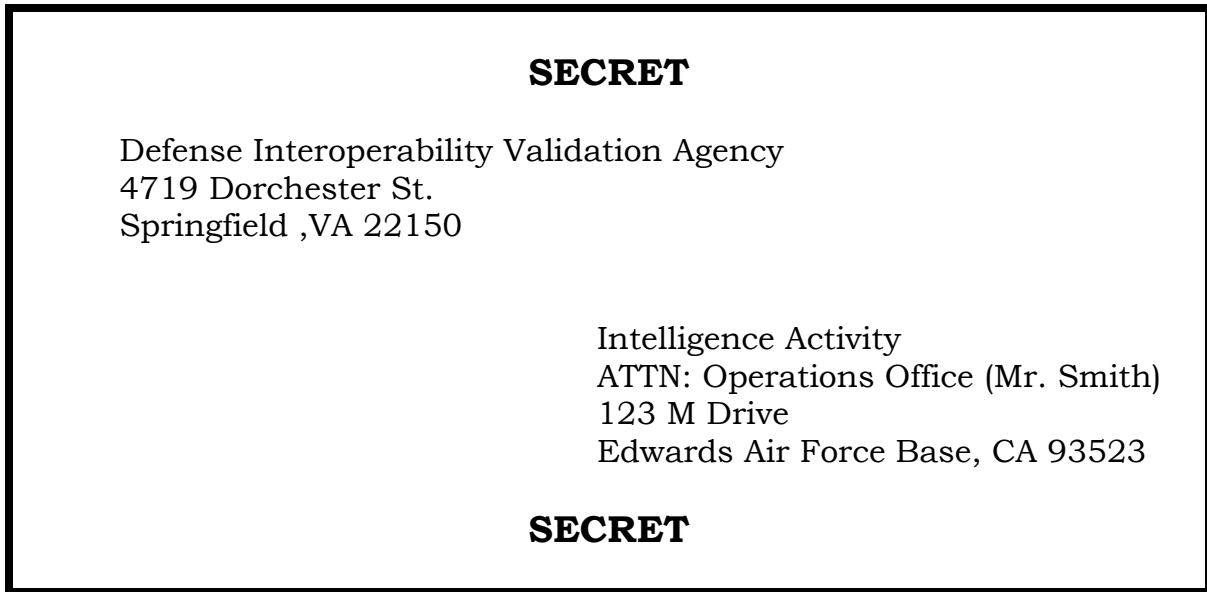 SECRET
Defense Interoperability Validation Agency
4719 Dorchester St.
Springfield ,VA 22150
Intelligence Activity
ATTN: Operations Office (Mr. Smith)
123 M Drive
Edwards Air Force Base, CA 93523
SECRET